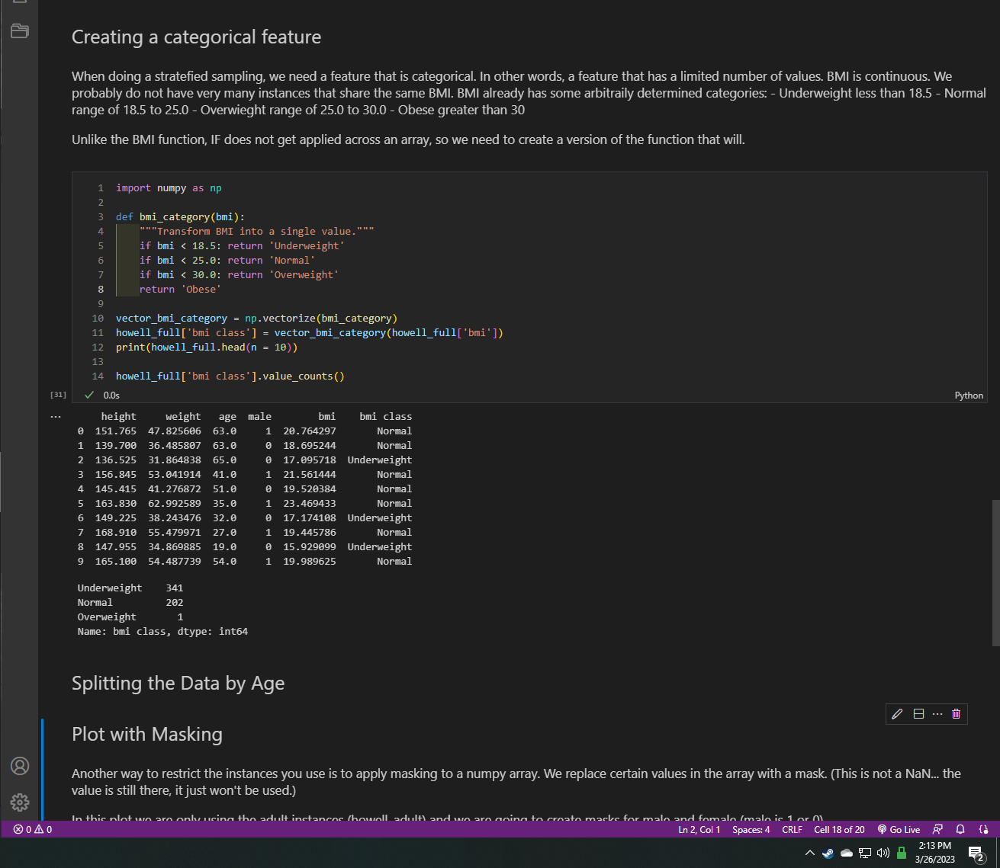 Creating a categorical feature
When doing a stratefied sampling, we need a feature that is categorical. In other words, a feature that has a limited number of values. BMI is continuous. We
probably do not have very many instances that share the same BMI. BMI already has some arbitraily determined categories: - Underweight less than 18.5 - Normal
range of 18.5 to 25.0 - Overwieght range of 25.0 to 30.0 - Obese greater than 30
Unlike the BMI function, IF does not get applied across an array, so we need to create a version of the function that will.
1 import numpy as np
2
3 def bmi_category(bmi):
4     """Transform BMI into a single value."""
5     if bmi < 18.5: return 'Underweight'
6     if bmi < 25.0: return 'Normal'
7     if bmi < 30.0: return 'Overweight'
8     return 'Obese'
9
10 vector_bmi_category = np.vectorize(bmi_category)
11 howell_full['bmi class'] = vector_bmi_category(howell_full['bmi'])
12 print(howell_full.head(n = 10))
13
14 howell_full['bmi class'].value_counts()
[31] ✓ 0.0s Python
... height weight age male bmi bmi class
0 151.765 47.825606 63.0 1 20.764297 Normal
1 139.700 36.485807 63.0 0 18.695244 Normal
2 136.525 31.864838 65.0 0 17.095718 Underweight
3 156.845 53.041914 41.0 1 21.561444 Normal
4 145.415 41.276872 51.0 0 19.520384 Normal
5 163.830 62.992589 35.0 1 23.469433 Normal
6 149.225 38.243476 32.0 0 17.174108 Underweight
7 168.910 55.479971 27.0 1 19.445786 Normal
8 147.955 34.869885 19.0 0 15.929099 Underweight
9 165.100 54.487739 54.0 1 19.989625 Normal
Underweight 341
Normal 202
Overweight 1
Name: bmi class, dtype: int64
Splitting the Data by Age
Plot with Masking
Another way to restrict the instances you use is to apply masking to a numpy array. We replace certain values in the array with a mask. (This is not a NaN... the
value is still there, it just won't be used.)
In this plot we are only using the adult instances (howell_adult) and we are going to create masks for male and female (male is 1 or 0)
0 0 Ln 2, Col 1 Spaces: 4 CRLF Cell 18 of 20 Go Live
2:13 PM
3/26/2023
2